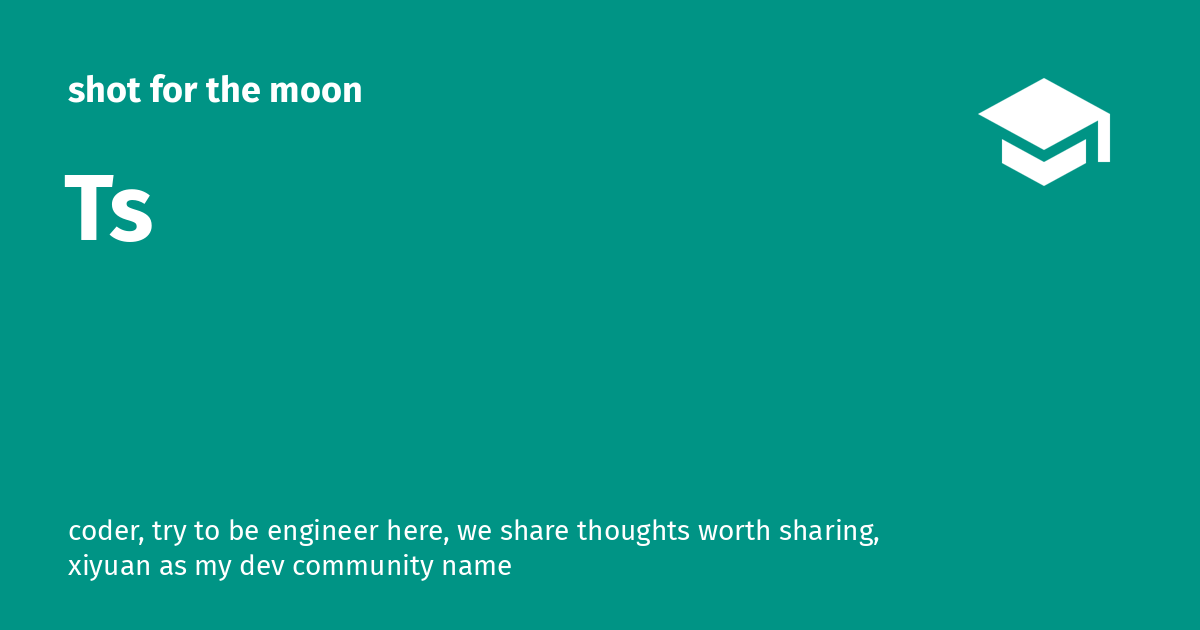 shot for the moon
Ts
coder, try to be engineer here, we share thoughts worth sharing,
xiyuan as my dev community name